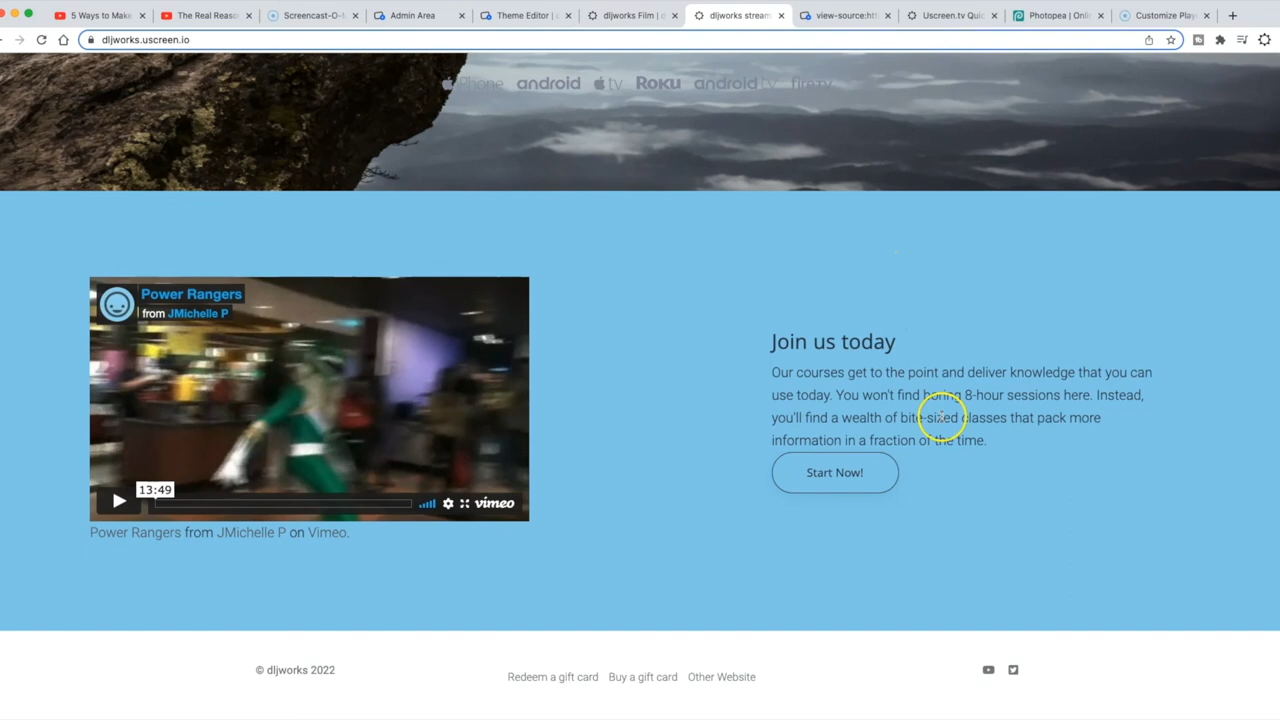 5 Ways to Make
The Real Reaso
Screencast-O-M
Admin Area
Theme Editor | c
dljworks Film | c
dljworks stream
view-source:htt
Uscreen.tv Quic
Photopea | Onli
Customize Play
dljworks.uscreen.io
iPhone android tv Roku androidtv firetv
Power Rangers
from JMichelle P
13:49
vimeo
Power Rangers from JMichelle P on Vimeo.
Join us today
Our courses get to the point and deliver knowledge that you can
use today. You won't find boring 8-hour sessions here. Instead,
you'll find a wealth of bite-sized classes that pack more
information in a fraction of the time.
Start Now!
© dljworks 2022
Redeem a gift card Buy a gift card Other Website